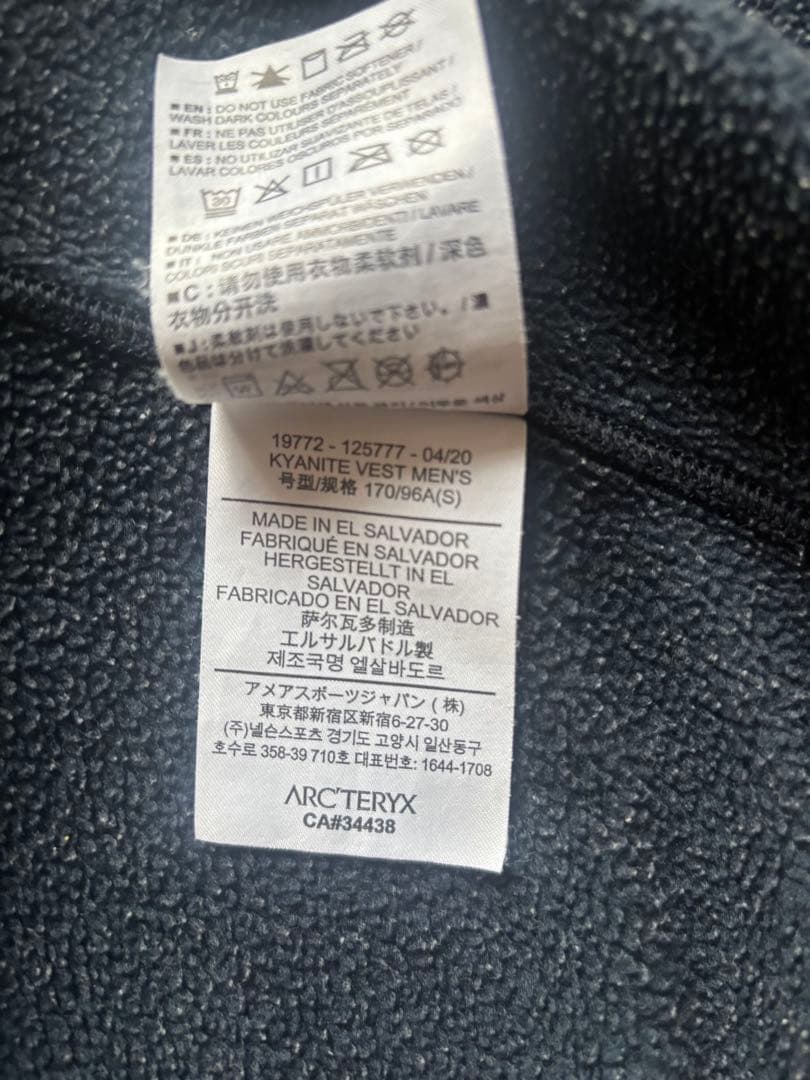 ■ EN : DO NOT USE FABRIC SOFTENER /
WASH DARK COLOURS SEPARATELY
■ FR : NE PAS UTILISER D'ASSOUPLISSANT /
LAVER LES COULEURS SÉPARÉMENT
■ ES : NO UTILIZAR SUAVIZANTE DE TELAS /
LAVAR COLORES OSCUROS POR SEPARADO
30
■ DE : KEINEN WEICHSPÜLER VERWENDEN /
DUNKLE FARBEN SEPARAT WASCHEN
■ IT : NON USARE AMMORBIDENTI / LAVARE
COLORI SCURI SEPARATAMENTE
■ C : 请勿使用衣物柔软剂 / 深色
衣物分开洗
■ J : 柔軟剤は使用しないで下さい。/ 濃
色品は分けて洗濯してください
19772 - 125777 - 04/20
KYANITE VEST MEN'S
号型/规格 170/96A(S)
MADE IN EL SALVADOR
FABRIQUÉ EN SALVADOR
HERGESTELLT IN EL
SALVADOR
FABRICADO EN EL SALVADOR
萨尔瓦多制造
エルサルバドル製
제조국명 엘살바도르
アメアスポーツジャパン ( 株)
東京都新宿区新宿6-27-30
(주)넬슨스포츠 경기도 고양시 일산동구
호수로 358-39 710호 대표번호: 1644-1708
ARC'TERYX
CA#34438